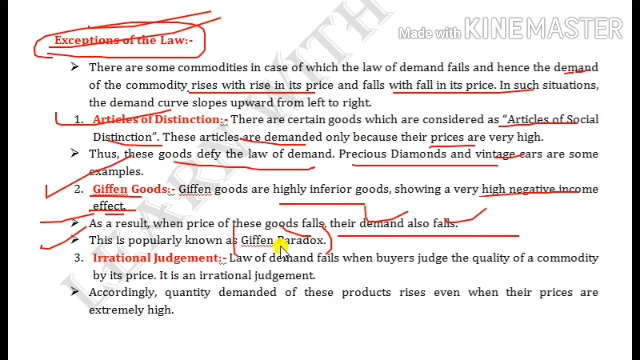 Made with KINEMASTER
Exceptions of the Law:-
➤ There are some commodities in case of which the law of demand fails and hence the demand
of the commodity rises with rise in its price and falls with fall in its price. In such situations,
the demand curve slopes upward from left to right.
1. Articles of Distinction:- There are certain goods which are considered as “Articles of Social
Distinction”. These articles are demanded only because their prices are very high.
➤ Thus, these goods defy the law of demand. Precious Diamonds and vintage cars are some
examples.
2. Giffen Goods:- Giffen goods are highly inferior goods, showing a very high negative income
effect.
➤ As a result, when price of these goods falls, their demand also falls.
➤ This is popularly known as Giffen Paradox.
3. Irrational Judgement:- Law of demand fails when buyers judge the quality of a commodity
by its price. It is an irrational judgement.
➤ Accordingly, quantity demanded of these products rises even when their prices are
extremely high.
LEARN WITH